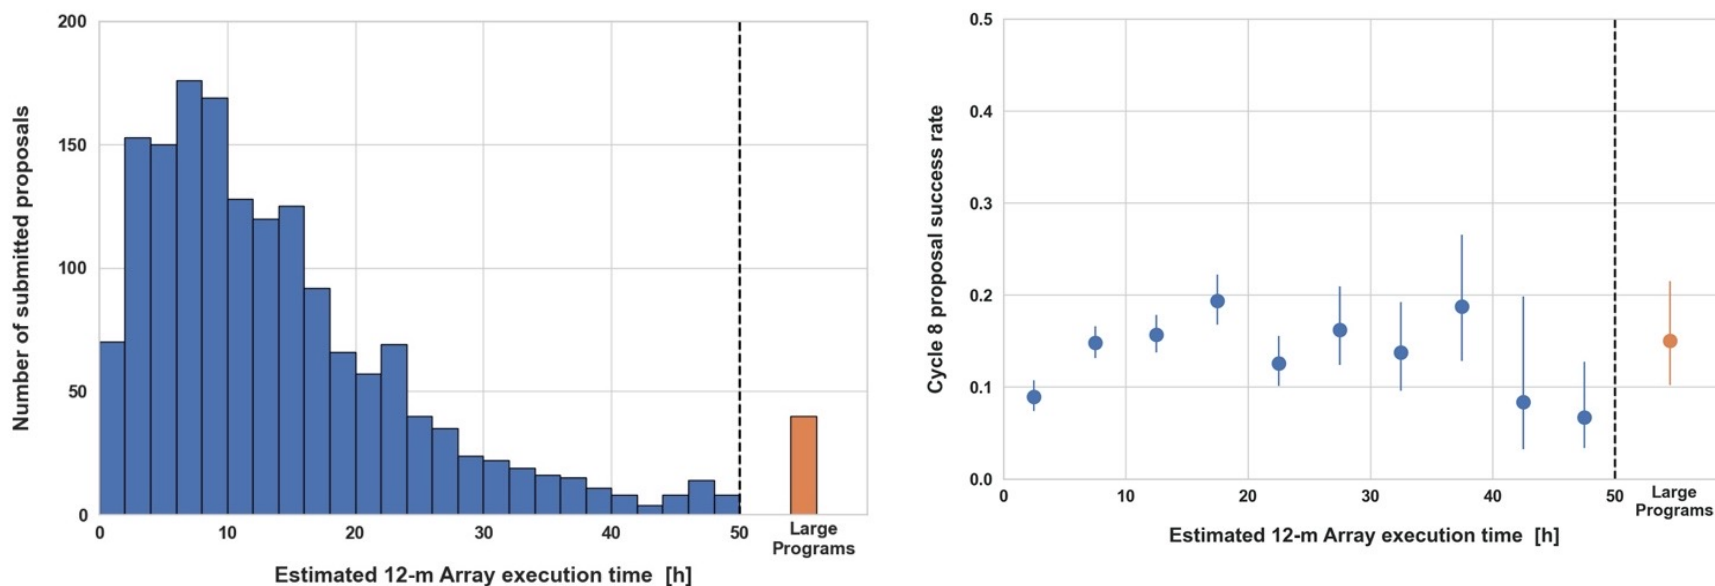 Number of submitted proposals
200
150
100
50
0
0
10
20
30
40
50
Large
Programs
Estimated 12-m Array execution time [h]
Cycle 8 proposal success rate
0.5
0.4
0.3
0.2
0.1
0.0
0
10
20
30
40
50
Large
Programs
Estimated 12-m Array execution time [h]